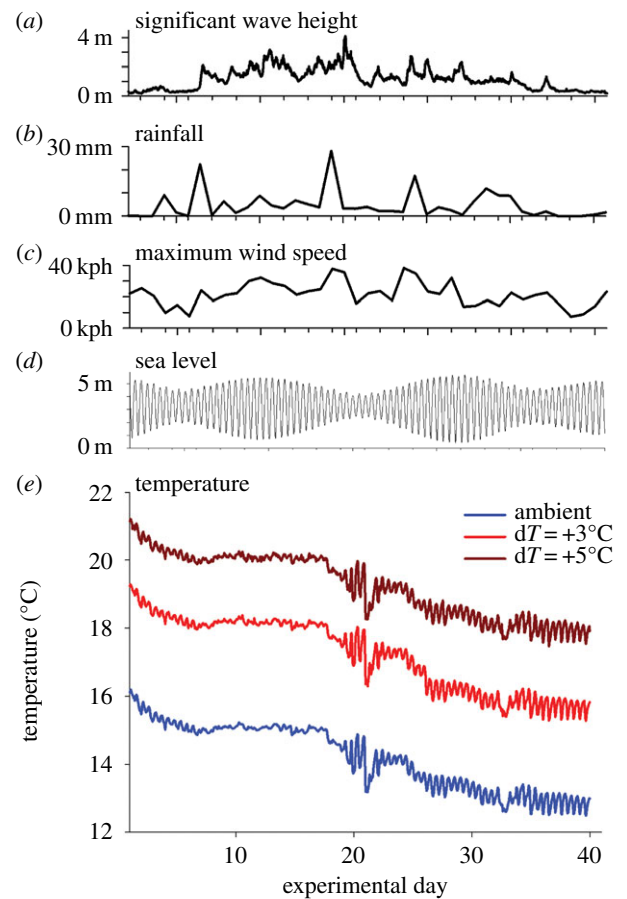 (a) significant wave height
4 m
0 m
(b) rainfall
30 mm
0 mm
(c) maximum wind speed
40 kph
0 kph
(d) sea level
5 m
0 m
(e) temperature
22
20
18
16
14
12
temperature (°C)
ambient
dT = +3°C
dT = +5°C
10 20 30 40
experimental day